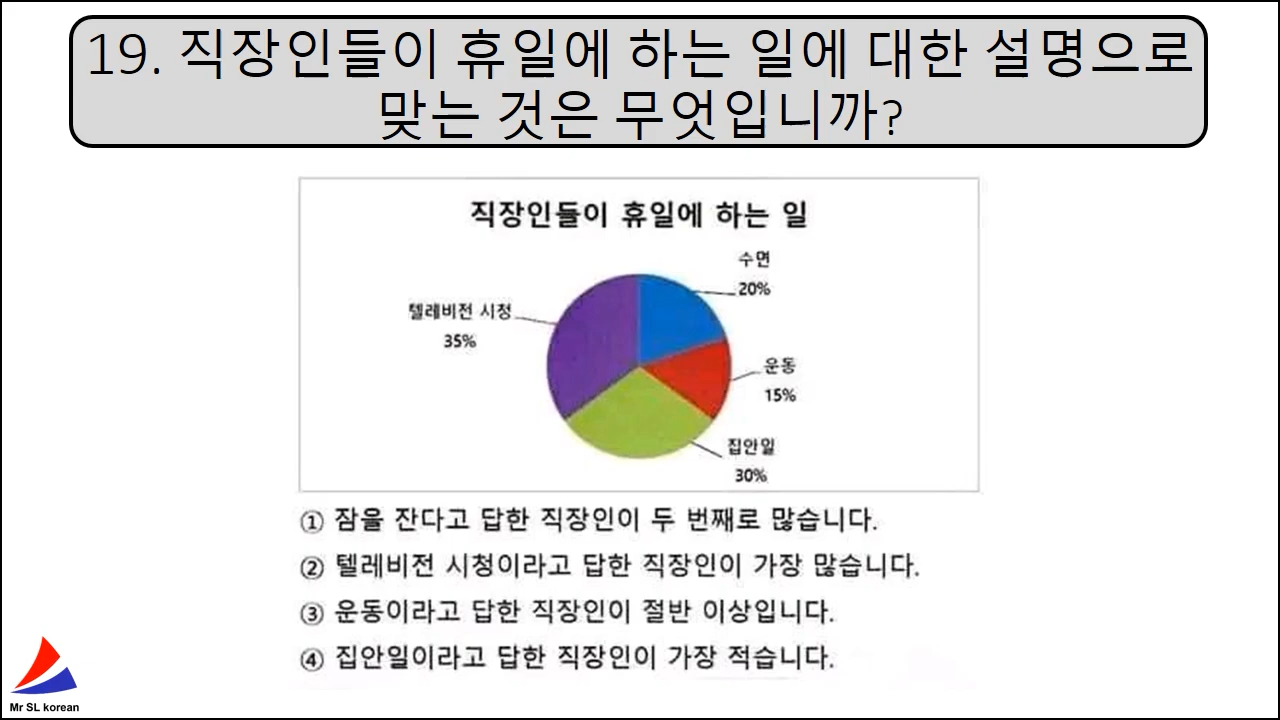 19. 직장인들이 휴일에 하는 일에 대한 설명으로
맞는 것은 무엇입니까?
직장인들이 휴일에 하는 일
수면
20%
텔레비전 시청
35%
운동
15%
집안일
30%
① 잠을 잔다고 답한 직장인이 두 번째로 많습니다.
② 텔레비전 시청이라고 답한 직장인이 가장 많습니다.
③ 운동이라고 답한 직장인이 절반 이상입니다.
④ 집안일이라고 답한 직장인이 가장 적습니다.
Mr SL korean